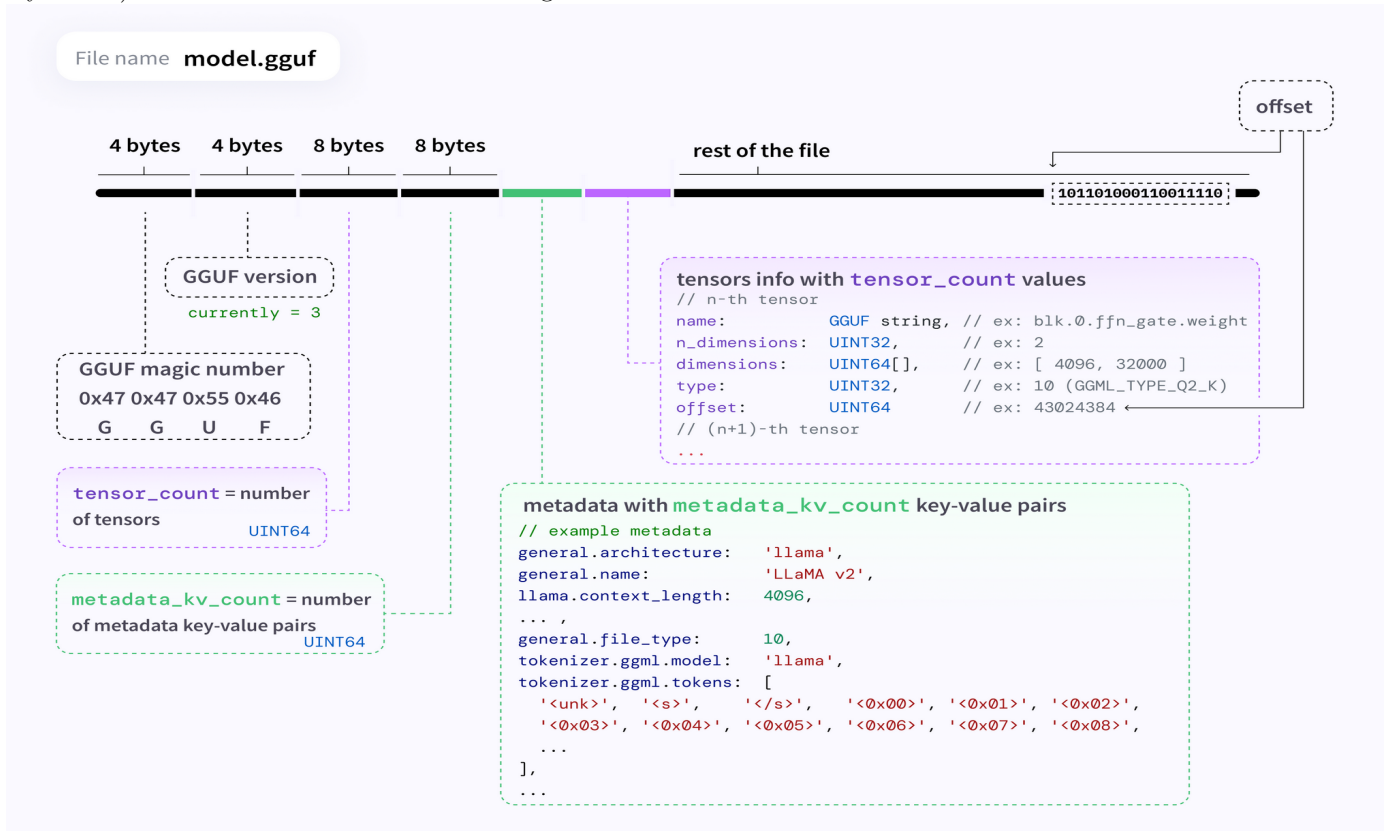 File name model.gguf
offset
4 bytes 4 bytes 8 bytes 8 bytes rest of the file
101101000110011110
GGUF version
currently = 3
GGUF magic number
0x47 0x47 0x55 0x46
G G U F
tensor_count = number
of tensors
UINT64
metadata_kv_count = number
of metadata key-value pairs
UINT64
tensors info with tensor_count values
// n-th tensor
name: GGUF string, // ex: blk.0.ffn_gate.weight
n_dimensions: UINT32, // ex: 2
dimensions: UINT64[], // ex: [ 4096, 32000 ]
type: UINT32, // ex: 10 (GGML_TYPE_Q2_K)
offset: UINT64 // ex: 43024384
// (n+1)-th tensor
...
metadata with metadata_kv_count key-value pairs
// example metadata
general.architecture: 'llama',
general.name: 'LLaMA v2',
llama.context_length: 4096,
... ,
general.file_type: 10,
tokenizer.ggml.model: 'llama',
tokenizer.ggml.tokens: [
'<unk>', '<s>', '</s>', '<0x00>', '<0x01>', '<0x02>',
'<0x03>', '<0x04>', '<0x05>', '<0x06>', '<0x07>', '<0x08>',
...
],
...